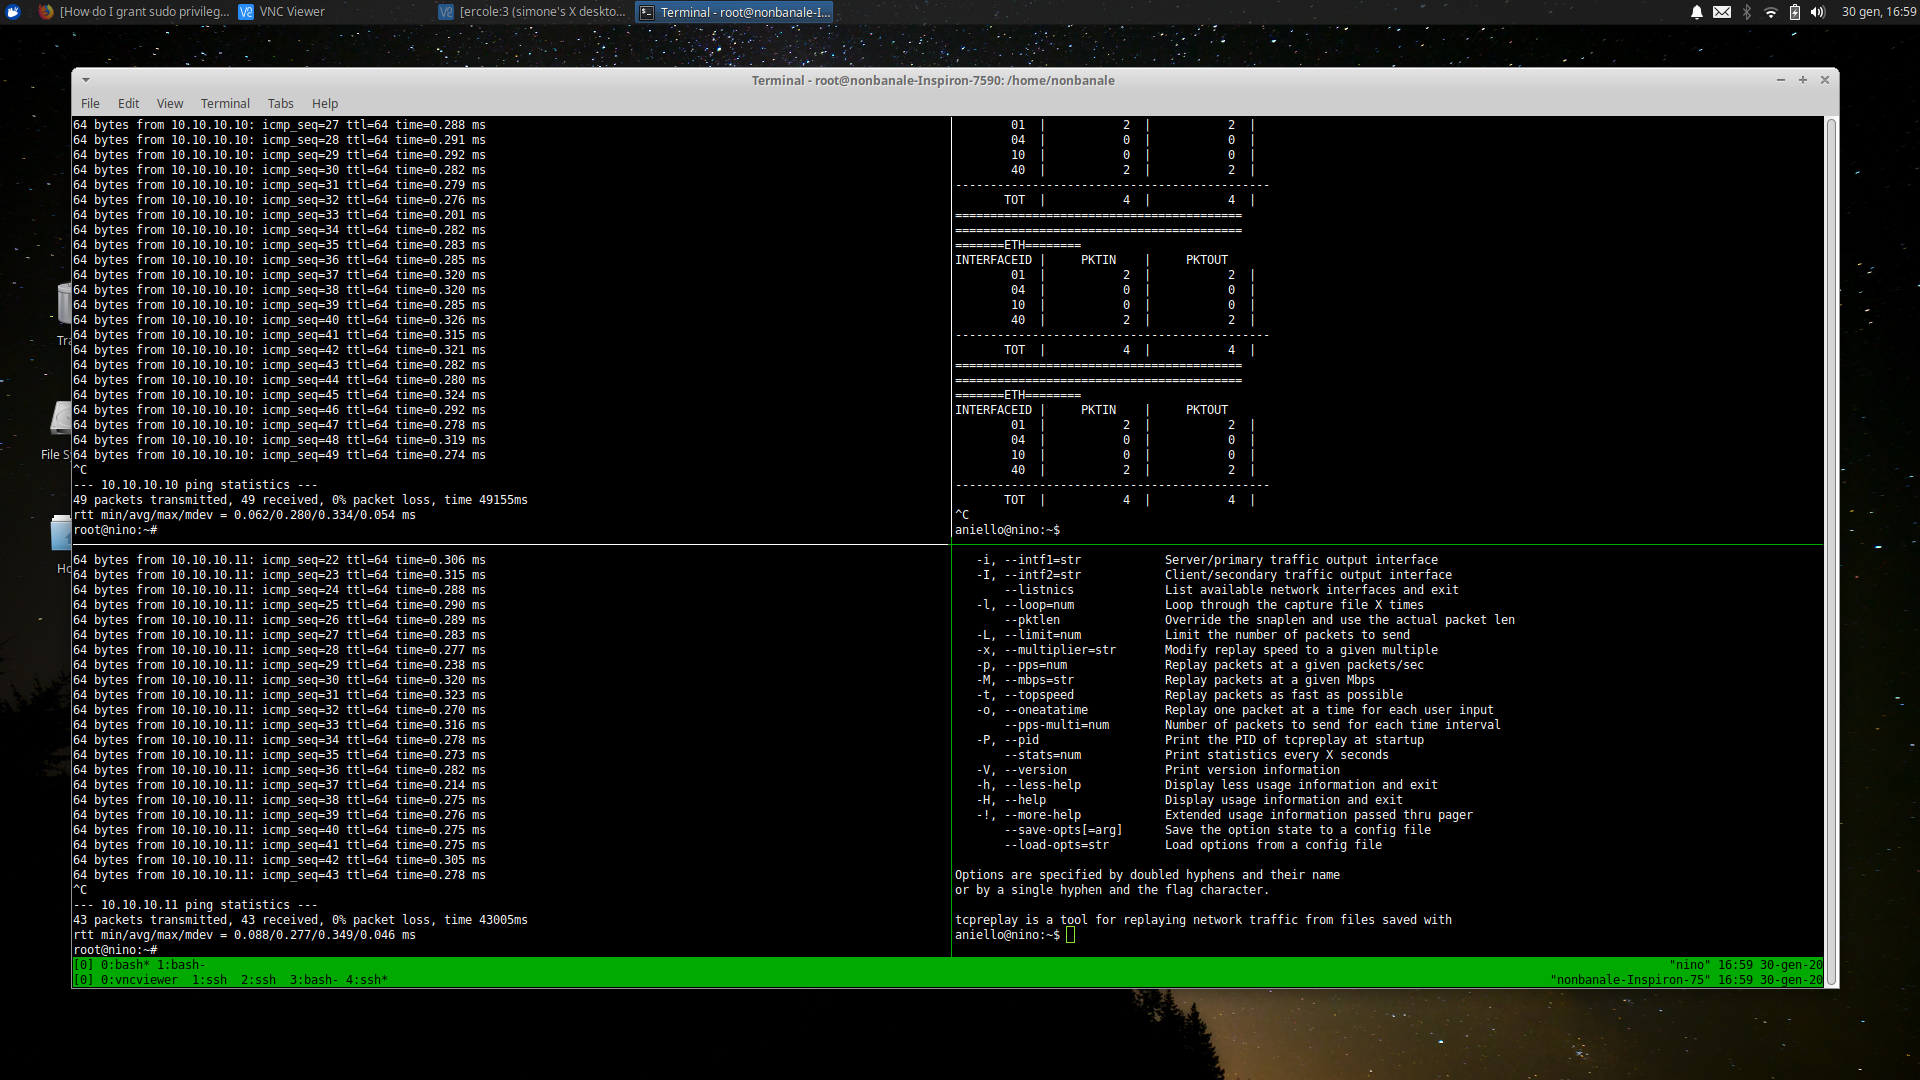 [How do I grant sudo privileg...
VNC Viewer
[ercole:3 (simone's X deskto...
Terminal - root@nonbanale-I...
30 gen, 16:59
Terminal - root@nonbanale-Inspiron-7590: /home/nonbanale
File Edit View Terminal Tabs Help
64 bytes from 10.10.10.10: icmp_seq=27 ttl=64 time=0.288 ms
64 bytes from 10.10.10.10: icmp_seq=28 ttl=64 time=0.291 ms
64 bytes from 10.10.10.10: icmp_seq=29 ttl=64 time=0.292 ms
64 bytes from 10.10.10.10: icmp_seq=30 ttl=64 time=0.282 ms
64 bytes from 10.10.10.10: icmp_seq=31 ttl=64 time=0.279 ms
64 bytes from 10.10.10.10: icmp_seq=32 ttl=64 time=0.276 ms
64 bytes from 10.10.10.10: icmp_seq=33 ttl=64 time=0.201 ms
64 bytes from 10.10.10.10: icmp_seq=34 ttl=64 time=0.282 ms
64 bytes from 10.10.10.10: icmp_seq=35 ttl=64 time=0.283 ms
64 bytes from 10.10.10.10: icmp_seq=36 ttl=64 time=0.285 ms
64 bytes from 10.10.10.10: icmp_seq=37 ttl=64 time=0.320 ms
64 bytes from 10.10.10.10: icmp_seq=38 ttl=64 time=0.320 ms
64 bytes from 10.10.10.10: icmp_seq=39 ttl=64 time=0.285 ms
64 bytes from 10.10.10.10: icmp_seq=40 ttl=64 time=0.326 ms
64 bytes from 10.10.10.10: icmp_seq=41 ttl=64 time=0.315 ms
64 bytes from 10.10.10.10: icmp_seq=42 ttl=64 time=0.321 ms
64 bytes from 10.10.10.10: icmp_seq=43 ttl=64 time=0.282 ms
64 bytes from 10.10.10.10: icmp_seq=44 ttl=64 time=0.280 ms
64 bytes from 10.10.10.10: icmp_seq=45 ttl=64 time=0.324 ms
64 bytes from 10.10.10.10: icmp_seq=46 ttl=64 time=0.292 ms
64 bytes from 10.10.10.10: icmp_seq=47 ttl=64 time=0.278 ms
64 bytes from 10.10.10.10: icmp_seq=48 ttl=64 time=0.319 ms
64 bytes from 10.10.10.10: icmp_seq=49 ttl=64 time=0.274 ms
^C
--- 10.10.10.10 ping statistics ---
49 packets transmitted, 49 received, 0% packet loss, time 49155ms
rtt min/avg/max/mdev = 0.062/0.280/0.334/0.054 ms
root@nino:~#
01 | 2 | 2 |
04 | 0 | 0 |
10 | 0 | 0 |
40 | 2 | 2 |
---------------------------------------------
TOT | 4 | 4 |
=========================================
=========================================
=======ETH========
INTERFACEID | PKTIN | PKTOUT
01 | 2 | 2 |
04 | 0 | 0 |
10 | 0 | 0 |
40 | 2 | 2 |
---------------------------------------------
TOT | 4 | 4 |
=========================================
=========================================
=======ETH========
INTERFACEID | PKTIN | PKTOUT
01 | 2 | 2 |
04 | 0 | 0 |
10 | 0 | 0 |
40 | 2 | 2 |
---------------------------------------------
TOT | 4 | 4 |
^C
aniello@nino:~$
64 bytes from 10.10.10.11: icmp_seq=22 ttl=64 time=0.306 ms
64 bytes from 10.10.10.11: icmp_seq=23 ttl=64 time=0.315 ms
64 bytes from 10.10.10.11: icmp_seq=24 ttl=64 time=0.288 ms
64 bytes from 10.10.10.11: icmp_seq=25 ttl=64 time=0.290 ms
64 bytes from 10.10.10.11: icmp_seq=26 ttl=64 time=0.289 ms
64 bytes from 10.10.10.11: icmp_seq=27 ttl=64 time=0.283 ms
64 bytes from 10.10.10.11: icmp_seq=28 ttl=64 time=0.277 ms
64 bytes from 10.10.10.11: icmp_seq=29 ttl=64 time=0.238 ms
64 bytes from 10.10.10.11: icmp_seq=30 ttl=64 time=0.320 ms
64 bytes from 10.10.10.11: icmp_seq=31 ttl=64 time=0.323 ms
64 bytes from 10.10.10.11: icmp_seq=32 ttl=64 time=0.270 ms
64 bytes from 10.10.10.11: icmp_seq=33 ttl=64 time=0.316 ms
64 bytes from 10.10.10.11: icmp_seq=34 ttl=64 time=0.278 ms
64 bytes from 10.10.10.11: icmp_seq=35 ttl=64 time=0.273 ms
64 bytes from 10.10.10.11: icmp_seq=36 ttl=64 time=0.282 ms
64 bytes from 10.10.10.11: icmp_seq=37 ttl=64 time=0.214 ms
64 bytes from 10.10.10.11: icmp_seq=38 ttl=64 time=0.275 ms
64 bytes from 10.10.10.11: icmp_seq=39 ttl=64 time=0.276 ms
64 bytes from 10.10.10.11: icmp_seq=40 ttl=64 time=0.275 ms
64 bytes from 10.10.10.11: icmp_seq=41 ttl=64 time=0.275 ms
64 bytes from 10.10.10.11: icmp_seq=42 ttl=64 time=0.305 ms
64 bytes from 10.10.10.11: icmp_seq=43 ttl=64 time=0.278 ms
^C
--- 10.10.10.11 ping statistics ---
43 packets transmitted, 43 received, 0% packet loss, time 43005ms
rtt min/avg/max/mdev = 0.088/0.277/0.349/0.046 ms
root@nino:~#
-i, --intf1=str Server/primary traffic output interface
-I, --intf2=str Client/secondary traffic output interface
--listnics List available network interfaces and exit
-l, --loop=num Loop through the capture file X times
--pktlen Override the snaplen and use the actual packet len
-L, --limit=num Limit the number of packets to send
-x, --multiplier=str Modify replay speed to a given multiple
-p, --pps=num Replay packets at a given packets/sec
-M, --mbps=str Replay packets at a given Mbps
-t, --topspeed Replay packets as fast as possible
-o, --oneatatime Replay one packet at a time for each user input
--pps-multi=num Number of packets to send for each time interval
-P, --pid Print the PID of tcpreplay at startup
--stats=num Print statistics every X seconds
-V, --version Print version information
-h, --less-help Display less usage information and exit
-H, --help Display usage information and exit
-!, --more-help Extended usage information passed thru pager
--save-opts[=arg] Save the option state to a config file
--load-opts=str Load options from a config file
Options are specified by doubled hyphens and their name
or by a single hyphen and the flag character.
tcpreplay is a tool for replaying network traffic from files saved with
aniello@nino:~$
[0] 0:bash* 1:bash- "nino" 16:59 30-gen-20
[0] 0:vncviewer 1:ssh 2:ssh 3:bash- 4:ssh* "nonbanale-Inspiron-75" 16:59 30-gen-20
Tra
File S
Ho